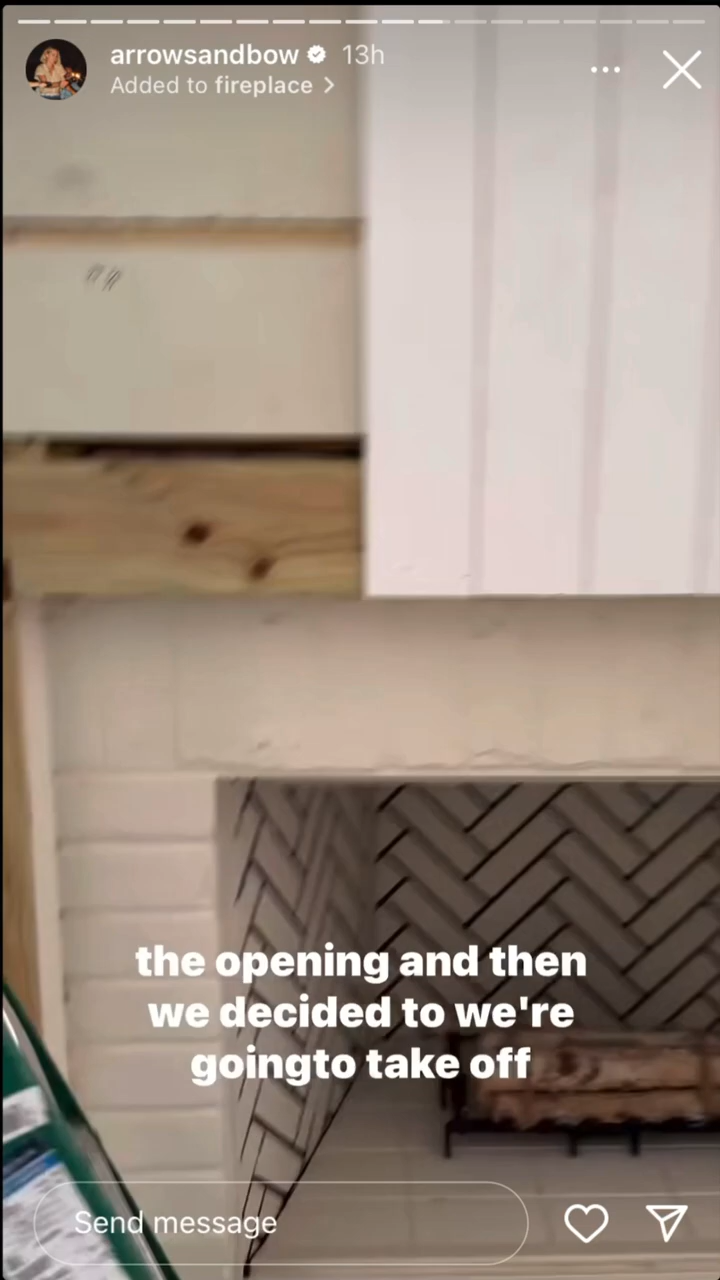 arrowsandbow 13h
Added to fireplace >
the opening and then
we decided to we're
goingto take off
Send message